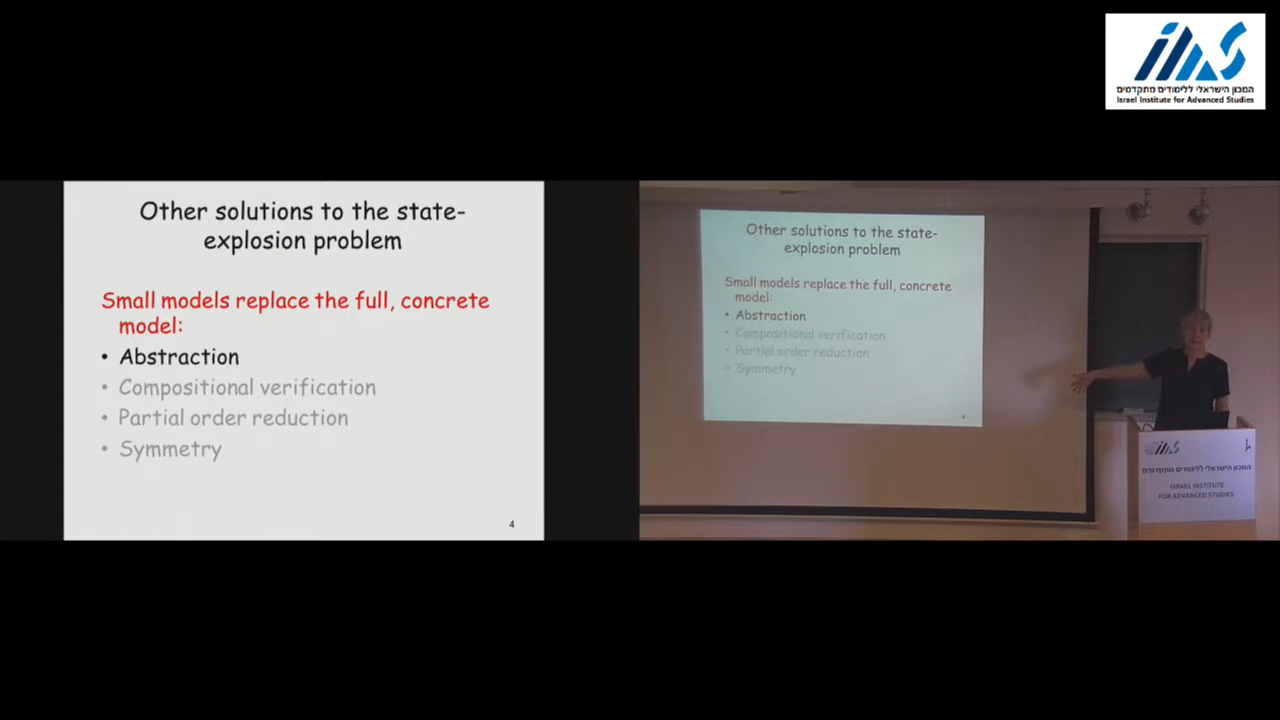 ias
המכון הישראלי ללימודים מתקדמים
Israel Institute for Advanced Studies
Other solutions to the state-
explosion problem
Small models replace the full, concrete
model:
• Abstraction
• Compositional verification
• Partial order reduction
• Symmetry
4
Other solutions to the state-
explosion problem
Small models replace the full, concrete
model:
• Abstraction
• Compositional verification
• Partial order reduction
• Symmetry
4
ias
המכון הישראלי ללימודים מתקדמים
ISRAEL INSTITUTE
FOR ADVANCED STUDIES